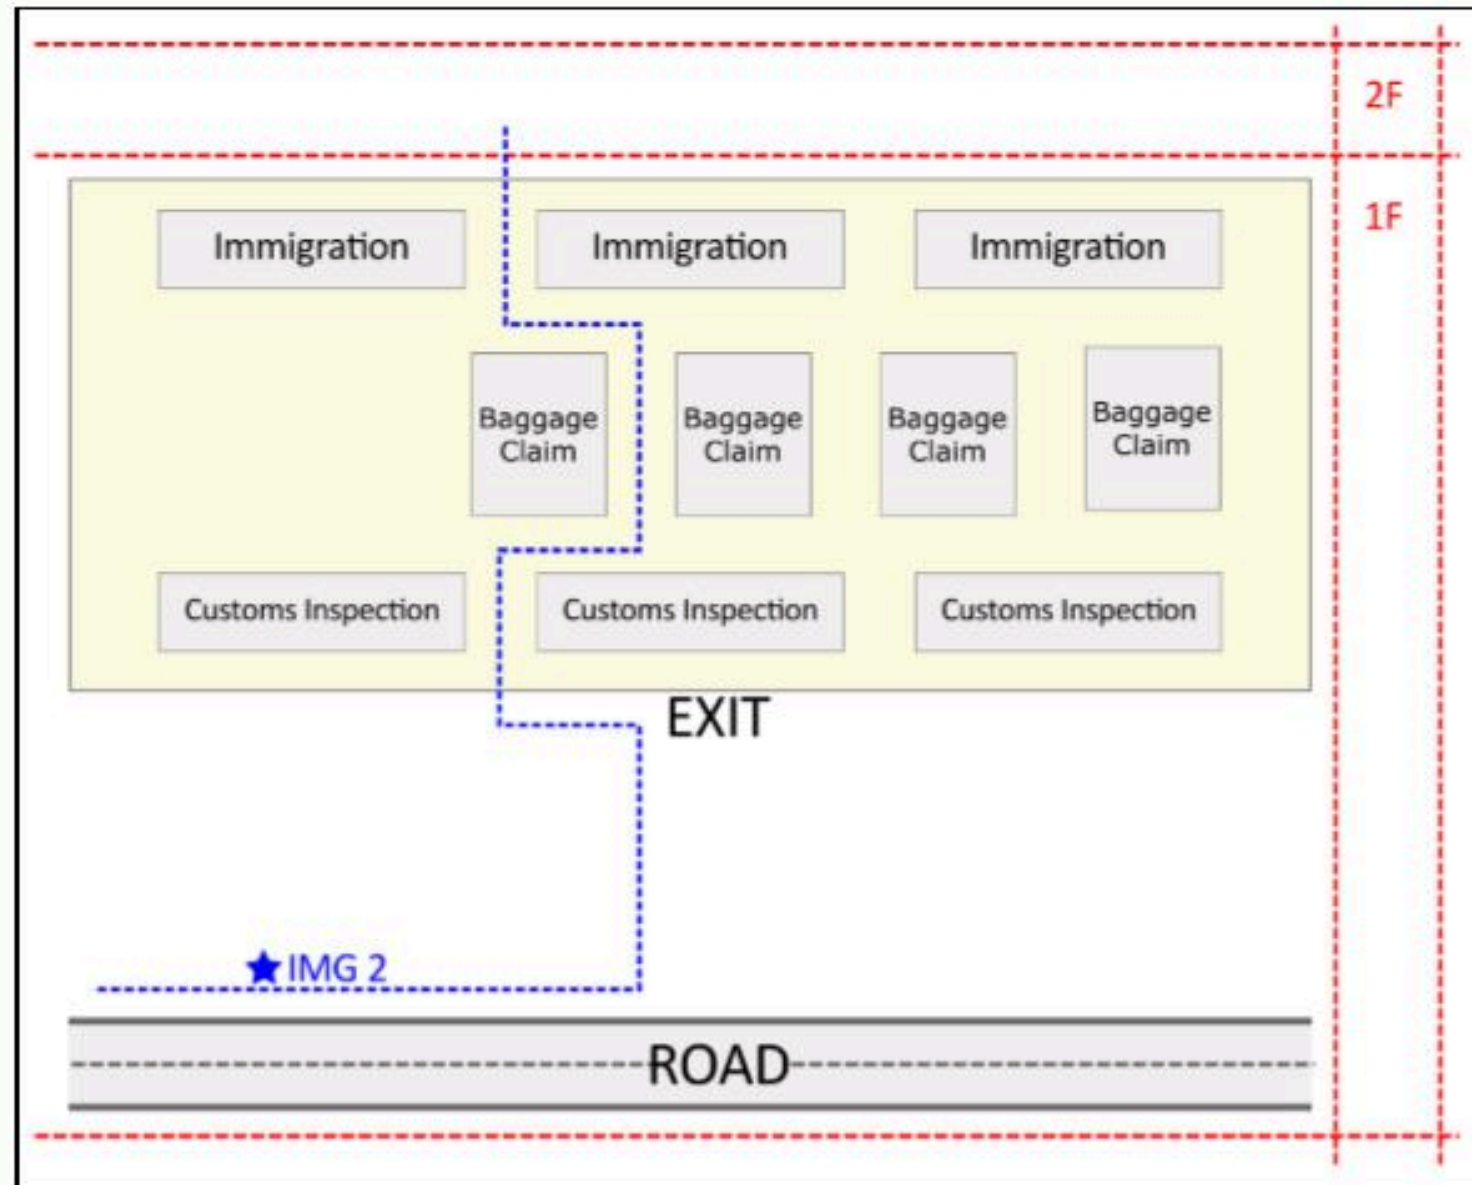 2F
1F
Immigration
Immigration
Immigration
Baggage
Claim
Baggage
Claim
Baggage
Claim
Baggage
Claim
Customs Inspection
Customs Inspection
Customs Inspection
EXIT
★IMG 2
ROAD